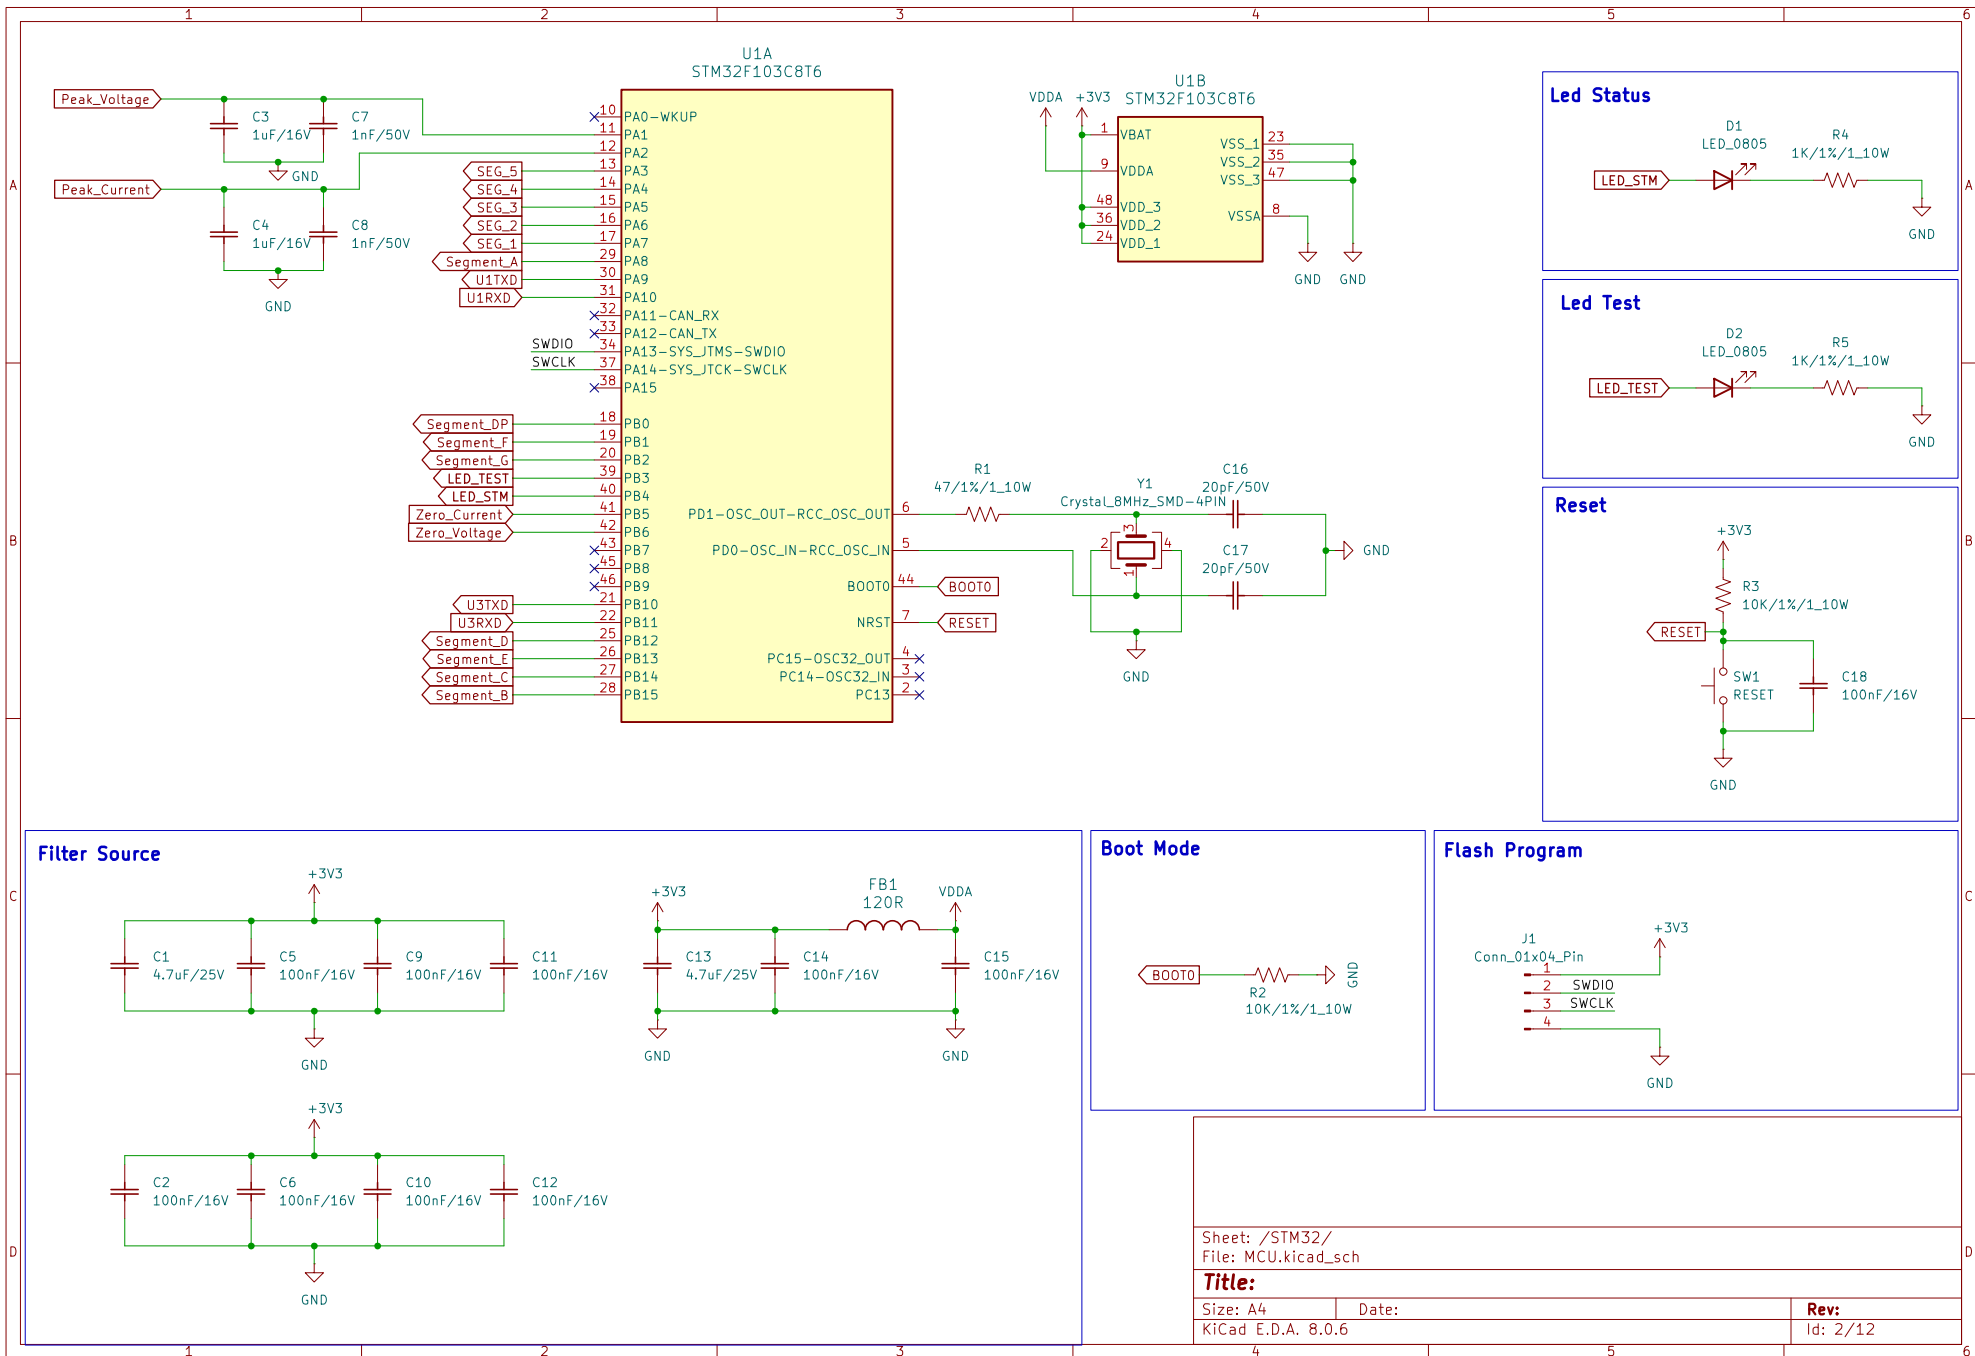 1 2 3 4 5 6
A
B
C
D
U1A
STM32F103C8T6
Peak_Voltage
C3
1uF/16V
C7
1nF/50V
GND
Peak_Current
C4
1uF/16V
C8
1nF/50V
GND
10 PA0-WKUP
11 PA1
12 PA2
SEG_5 13 PA3
SEG_4 14 PA4
SEG_3 15 PA5
SEG_2 16 PA6
SEG_1 17 PA7
Segment_A 29 PA8
U1TXD 30 PA9
U1RXD 31 PA10
32 PA11-CAN_RX
33 PA12-CAN_TX
SWDIO 34 PA13-SYS_JTMS-SWDIO
SWCLK 37 PA14-SYS_JTCK-SWCLK
38 PA15
Segment_DP 18 PB0
Segment_F 19 PB1
Segment_G 20 PB2
LED_TEST 39 PB3
LED_STM 40 PB4
Zero_Current 41 PB5
Zero_Voltage 42 PB6
43 PB7
45 PB8
46 PB9
U3TXD 21 PB10
U3RXD 22 PB11
Segment_D 25 PB12
Segment_E 26 PB13
Segment_C 27 PB14
Segment_B 28 PB15
PD1-OSC_OUT-RCC_OSC_OUT 6
PD0-OSC_IN-RCC_OSC_IN 5
BOOT0 44 BOOT0
NRST 7 RESET
PC15-OSC32_OUT 4
PC14-OSC32_IN 3
PC13 2
R1
47/1%/1_10W
Y1
Crystal_8MHz_SMD-4PIN
3
2 4
1
C16
20pF/50V
C17
20pF/50V
GND
GND
U1B
STM32F103C8T6
VDDA +3V3
1 VBAT
9 VDDA
48 VDD_3
36 VDD_2
24 VDD_1
VSS_1 23
VSS_2 35
VSS_3 47
VSSA 8
GND GND
Led Status
D1
LED_0805
R4
1K/1%/1_10W
LED_STM
GND
Led Test
D2
LED_0805
R5
1K/1%/1_10W
LED_TEST
GND
Reset
+3V3
R3
10K/1%/1_10W
RESET
SW1
RESET
C18
100nF/16V
GND
Filter Source
+3V3
C1
4.7uF/25V
C5
100nF/16V
C9
100nF/16V
C11
100nF/16V
GND
+3V3
FB1
120R
VDDA
C13
4.7uF/25V
C14
100nF/16V
C15
100nF/16V
GND GND
+3V3
C2
100nF/16V
C6
100nF/16V
C10
100nF/16V
C12
100nF/16V
GND
Boot Mode
BOOT0
R2
10K/1%/1_10W
GND
Flash Program
+3V3
J1
Conn_01x04_Pin
1
2 SWDIO
3 SWCLK
4
GND
Sheet: /STM32/
File: MCU.kicad_sch
Title:
Size: A4 Date: Rev:
KiCad E.D.A. 8.0.6 Id: 2/12
A
B
C
D
1 2 3 4 5 6